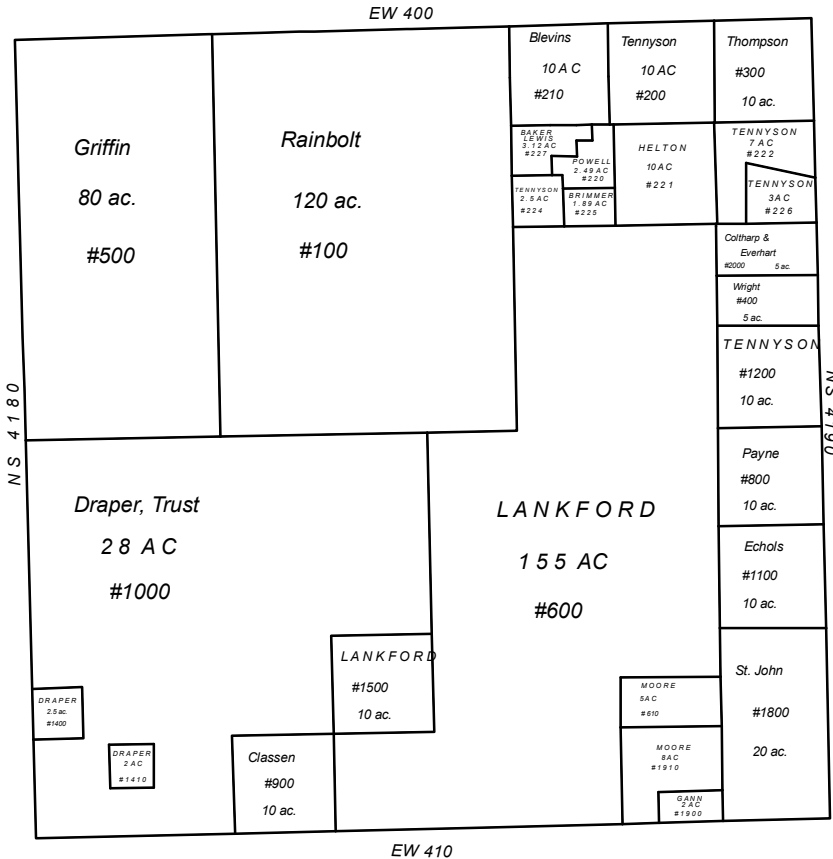 EW 400
Griffin
80 ac.
#500
Rainbolt
120 ac.
#100
Blevins
10 A C
#210
Tennyson
10 AC
#200
Thompson
#300
10 ac.
BAKER
LEWIS
3.12 AC
#227
POWELL
2.49 AC
#220
TENNYSON
2.5 AC
#224
BRIMMER
1.89 AC
#225
HELTON
10 AC
#221
TENNYSON
7 AC
#222
TENNYSON
3 AC
#226
Coltharp &
Everhart
#2000 5 ac.
Wright
#400
5 ac.
TENNYSON
#1200
10 ac.
NS 4180
NS 4190
Payne
#800
10 ac.
Draper, Trust
28 AC
#1000
LANKFORD
155 AC
#600
Echols
#1100
10 ac.
LANKFORD
#1500
10 ac.
St. John
#1800
20 ac.
MOORE
5 AC
#610
DRAPER
2.5 ac.
#1400
DRAPER
2 AC
#1410
Classen
#900
10 ac.
MOORE
8 AC
#1910
GANN
2 AC
#1900
EW 410